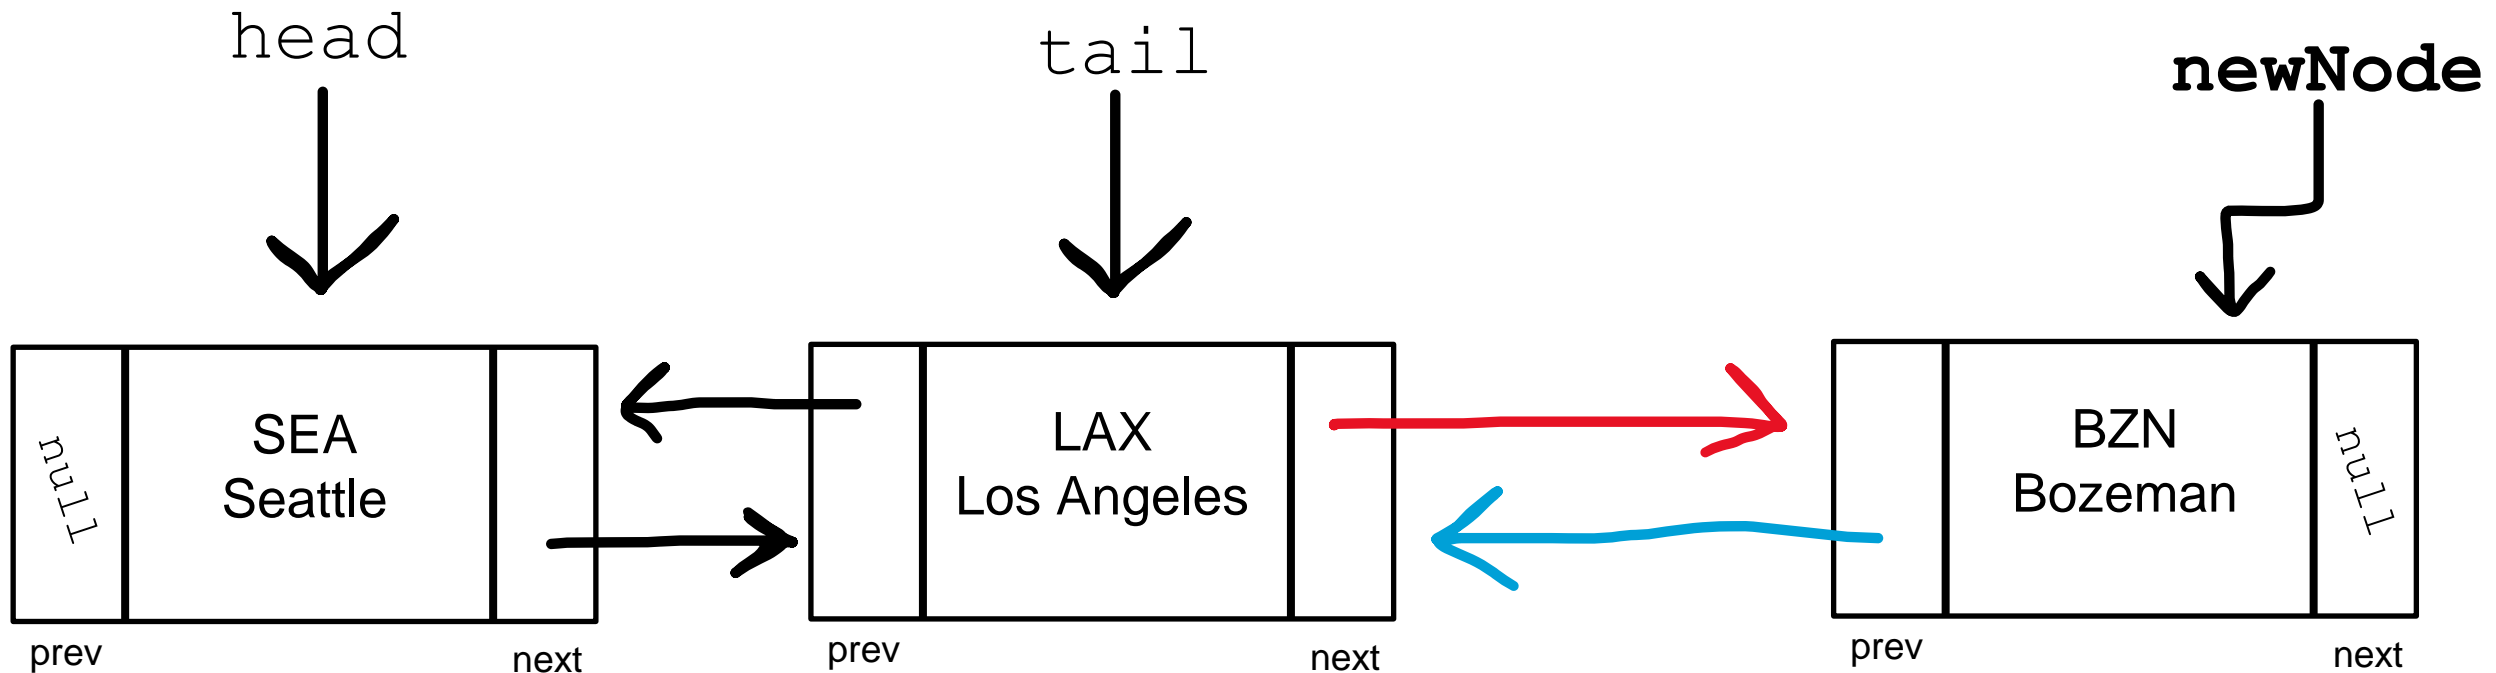 head
tail
newNode
null
SEA
Seattle
LAX
Los Angeles
BZN
Bozeman
null
prev
next
prev
next
prev
next